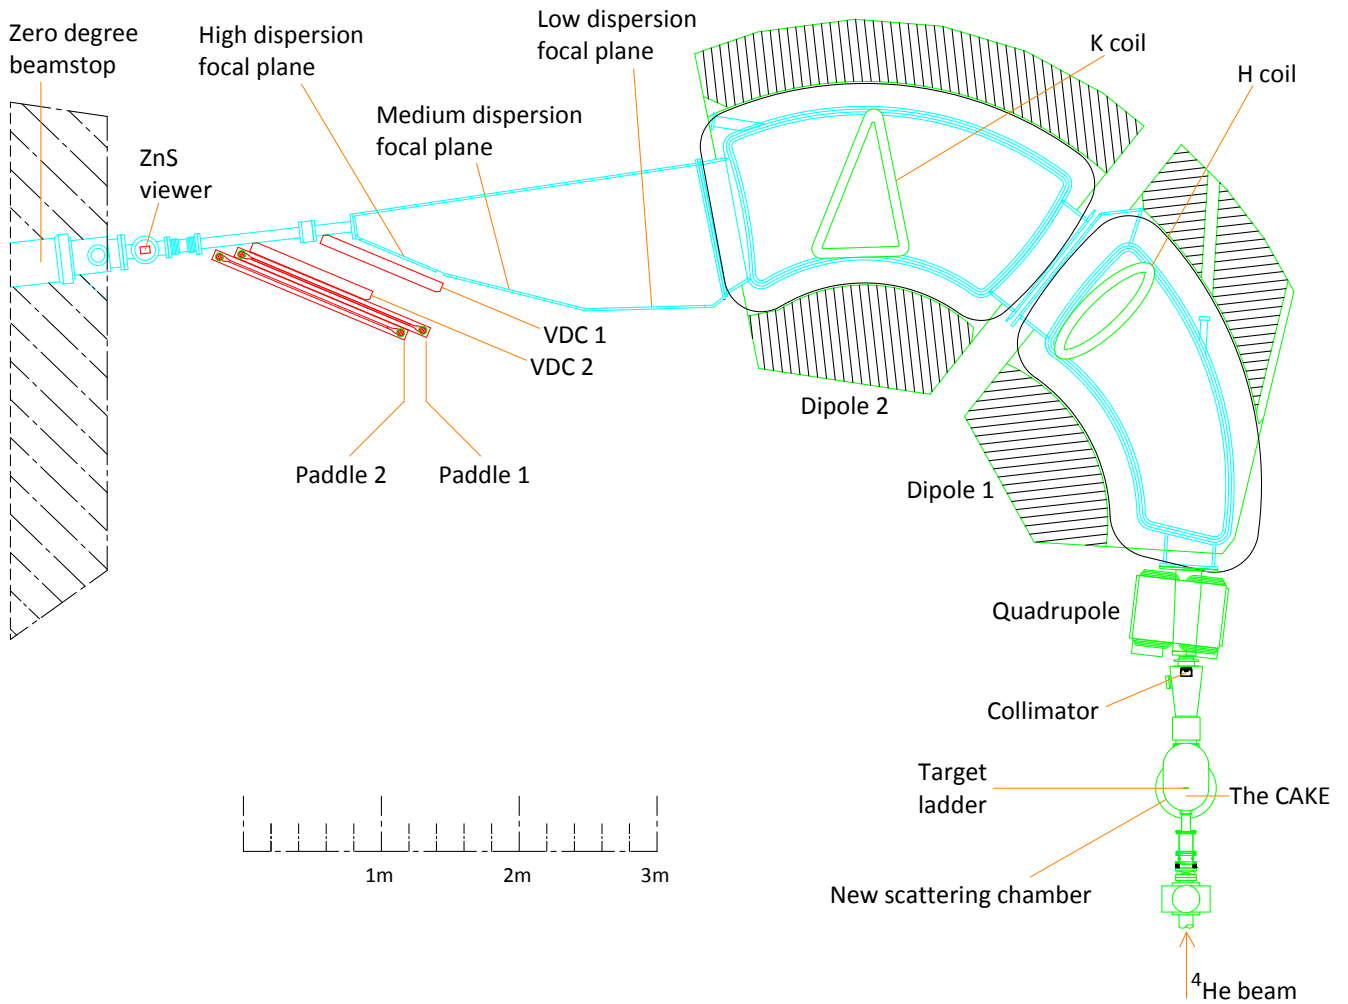 Zero degree
beamstop
High dispersion
focal plane
Low dispersion
focal plane
K coil
H coil
Medium dispersion
focal plane
ZnS
viewer
VDC 1
VDC 2
Dipole 2
Paddle 2
Paddle 1
Dipole 1
Quadrupole
Collimator
Target
ladder
The CAKE
1m
2m
3m
New scattering chamber
⁴He beam